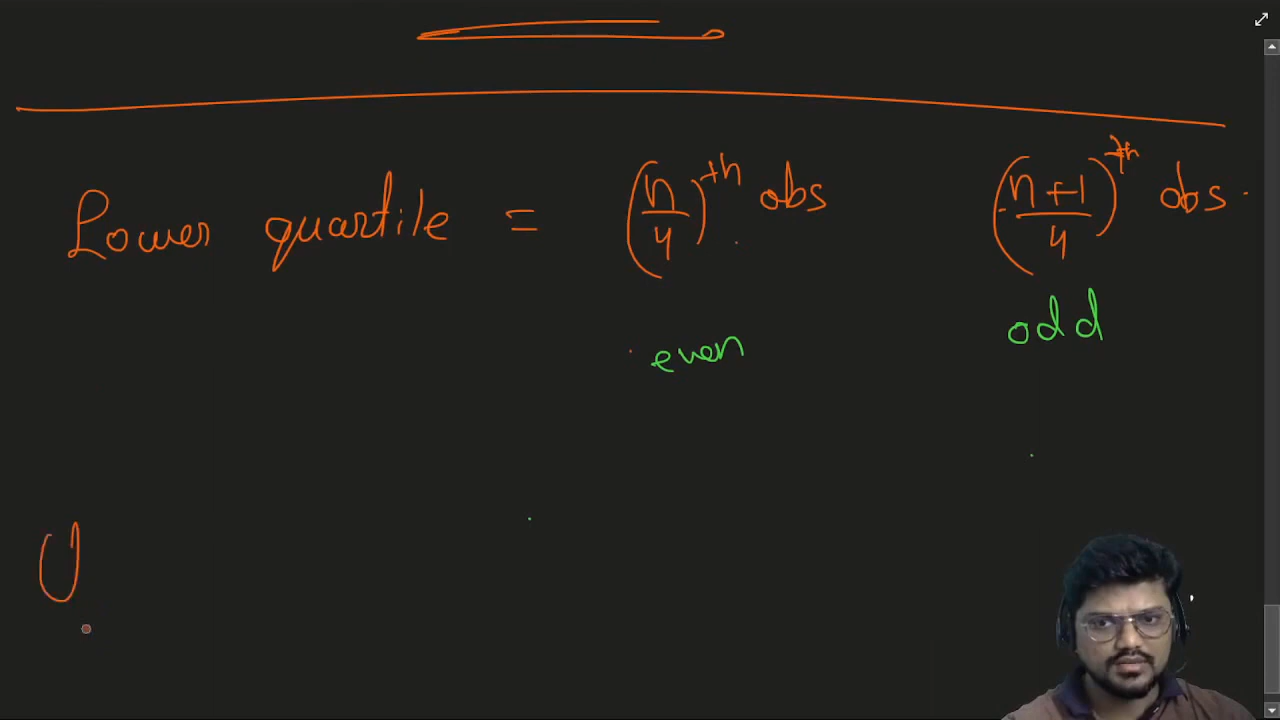 Lower quartile = (n/4)^th obs (n+1/4)^th obs.
even odd
U